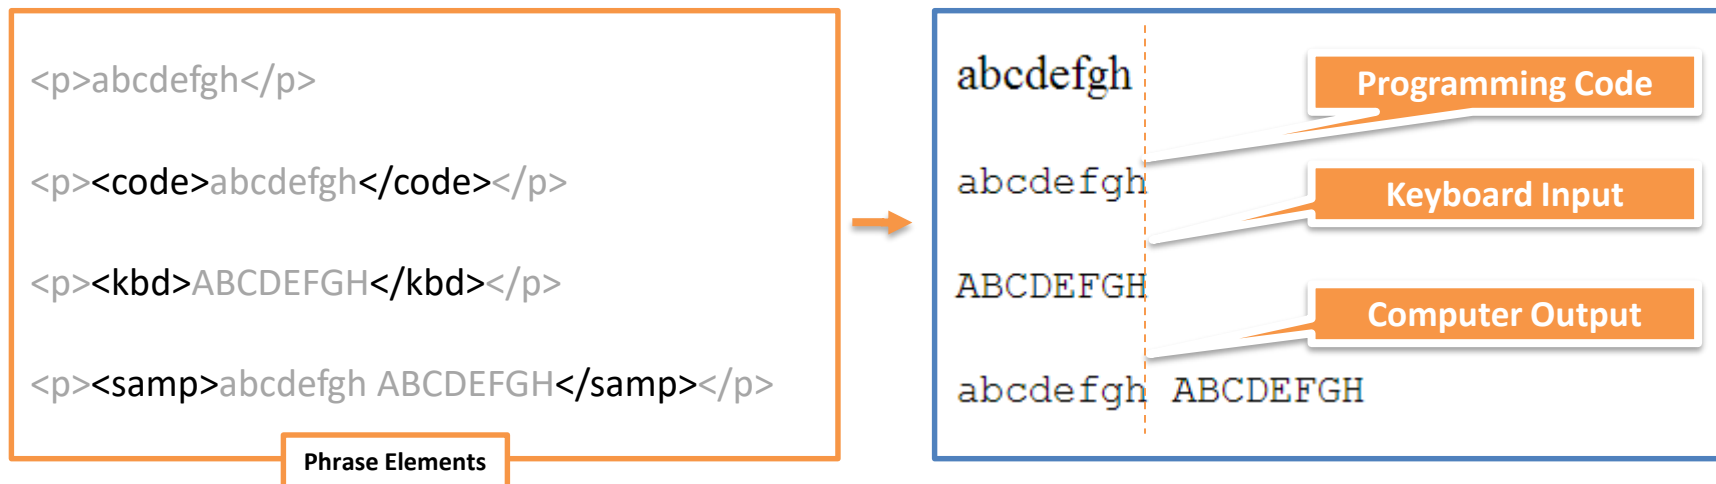 <p>abcdefgh</p>
<p><code>abcdefgh</code></p>
<p><kbd>ABCDEFGH</kbd></p>
<p><samp>abcdefgh ABCDEFGH</samp></p>
Phrase Elements
abcdefgh
Programming Code
abcdefgh
Keyboard Input
ABCDEFGH
Computer Output
abcdefgh ABCDEFGH